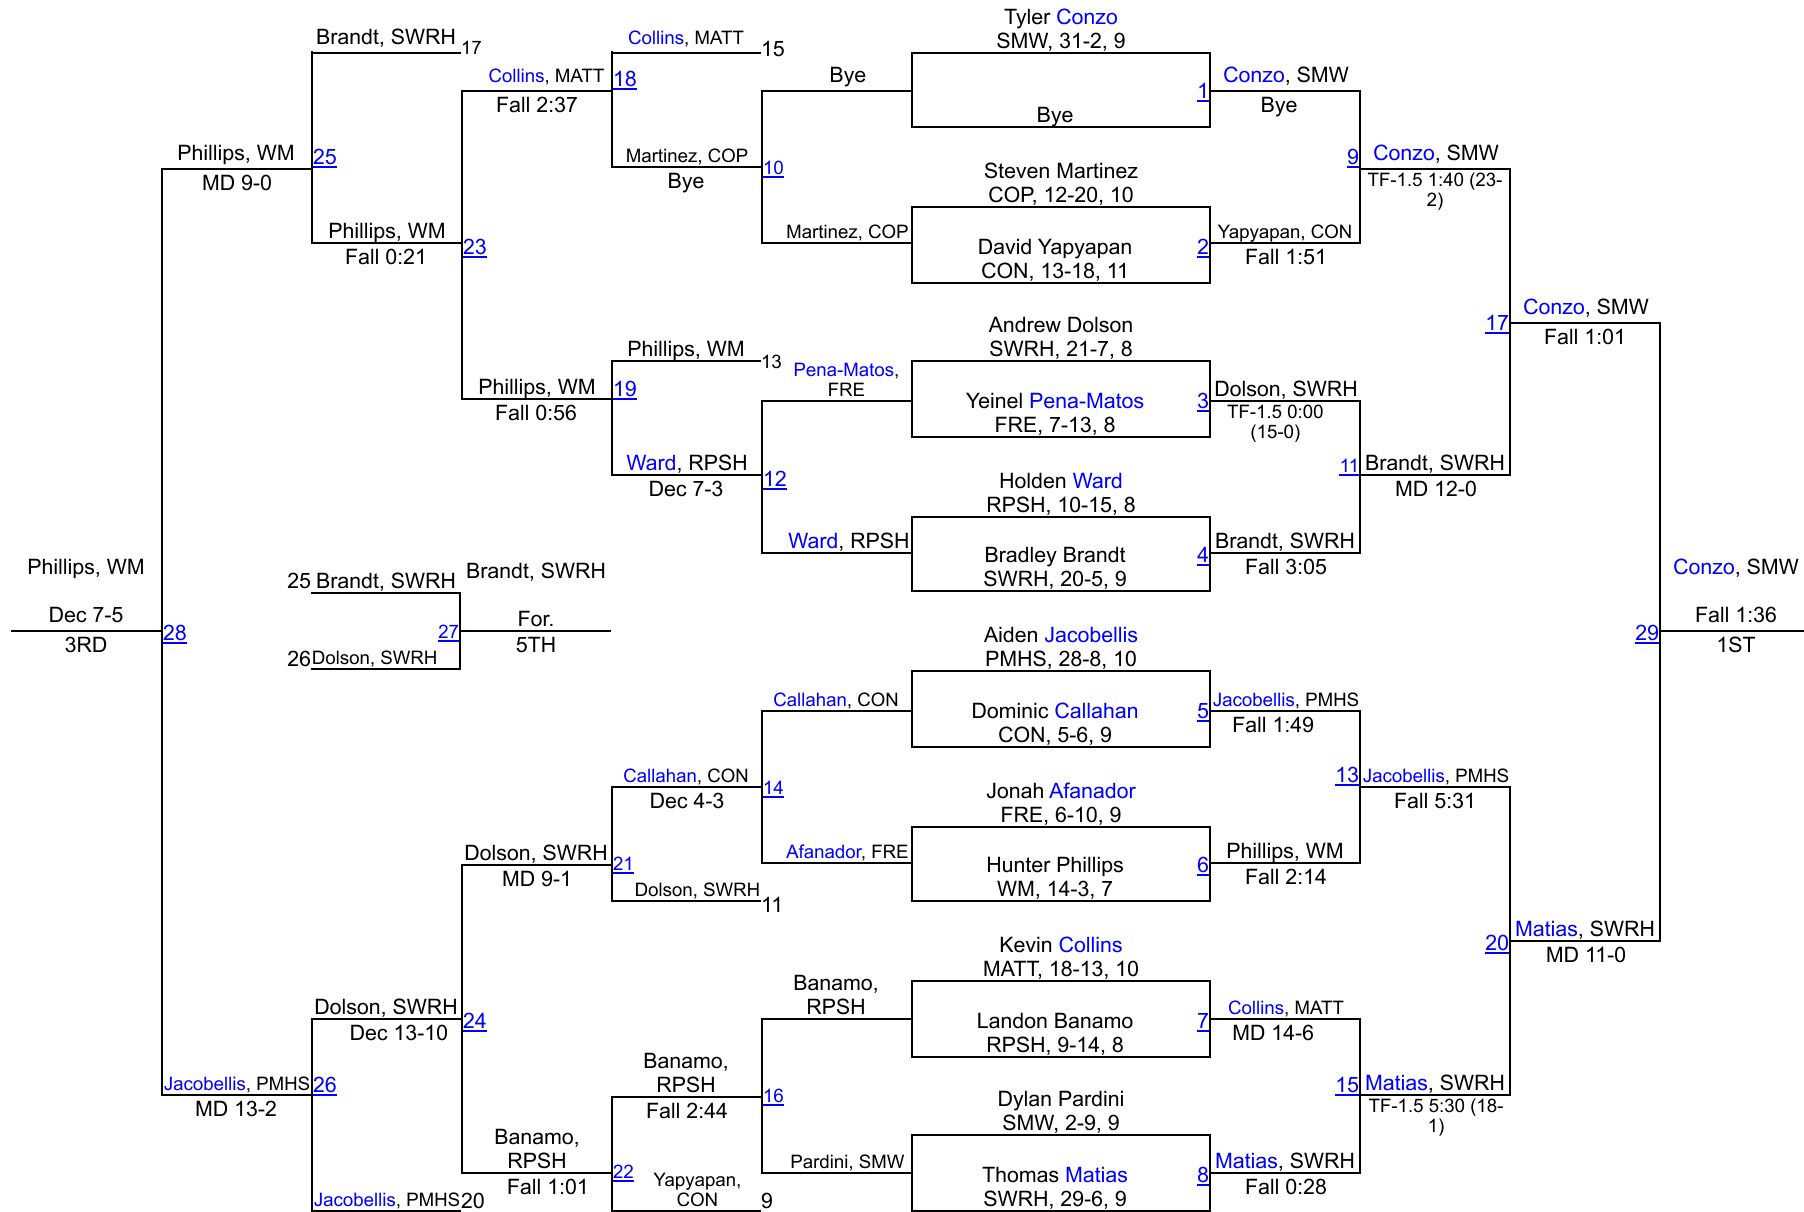 Tyler Conzo
SMW, 31-2, 9
Brandt, SWRH
17
Collins, MATT
15
Collins, MATT
18
Fall 2:37
Bye
1
Conzo, SMW
Bye
Bye
Phillips, WM
25
MD 9-0
Martinez, COP
10
Bye
Steven Martinez
COP, 12-20, 10
9
Conzo, SMW
TF-1.5 1:40 (23-
2)
Phillips, WM
23
Fall 0:21
Martinez, COP
David Yapyapan
CON, 13-18, 11
2
Yapyapan, CON
Fall 1:51
Andrew Dolson
SWRH, 21-7, 8
17
Conzo, SMW
Fall 1:01
Phillips, WM
13
Phillips, WM
19
Fall 0:56
Pena-Matos,
FRE
Yeinel Pena-Matos
FRE, 7-13, 8
3
Dolson, SWRH
TF-1.5 0:00
(15-0)
Ward, RPSH
12
Dec 7-3
Holden Ward
RPSH, 10-15, 8
11
Brandt, SWRH
MD 12-0
Ward, RPSH
Bradley Brandt
SWRH, 20-5, 9
4
Brandt, SWRH
Fall 3:05
Phillips, WM
Dec 7-5
3RD
28
25
Brandt, SWRH
26
Dolson, SWRH
27
Brandt, SWRH
For.
5TH
Conzo, SMW
29
Fall 1:36
1ST
Aiden Jacobellis
PMHS, 28-8, 10
Callahan, CON
Dominic Callahan
CON, 5-6, 9
5
Jacobellis, PMHS
Fall 1:49
Callahan, CON
14
Dec 4-3
Jonah Afanador
FRE, 6-10, 9
13
Jacobellis, PMHS
Fall 5:31
Dolson, SWRH
21
MD 9-1
Afanador, FRE
Hunter Phillips
WM, 14-3, 7
6
Phillips, WM
Fall 2:14
Dolson, SWRH
11
Kevin Collins
MATT, 18-13, 10
20
Matias, SWRH
MD 11-0
Dolson, SWRH
24
Dec 13-10
Banamo,
RPSH
Landon Banamo
RPSH, 9-14, 8
7
Collins, MATT
MD 14-6
Jacobellis, PMHS
26
MD 13-2
Banamo,
RPSH
16
Fall 2:44
Dylan Pardini
SMW, 2-9, 9
15
Matias, SWRH
TF-1.5 5:30 (18-
1)
Banamo,
RPSH
22
Fall 1:01
Pardini, SMW
Thomas Matias
SWRH, 29-6, 9
8
Matias, SWRH
Fall 0:28
Jacobellis, PMHS
20
Yapyapan,
CON
9